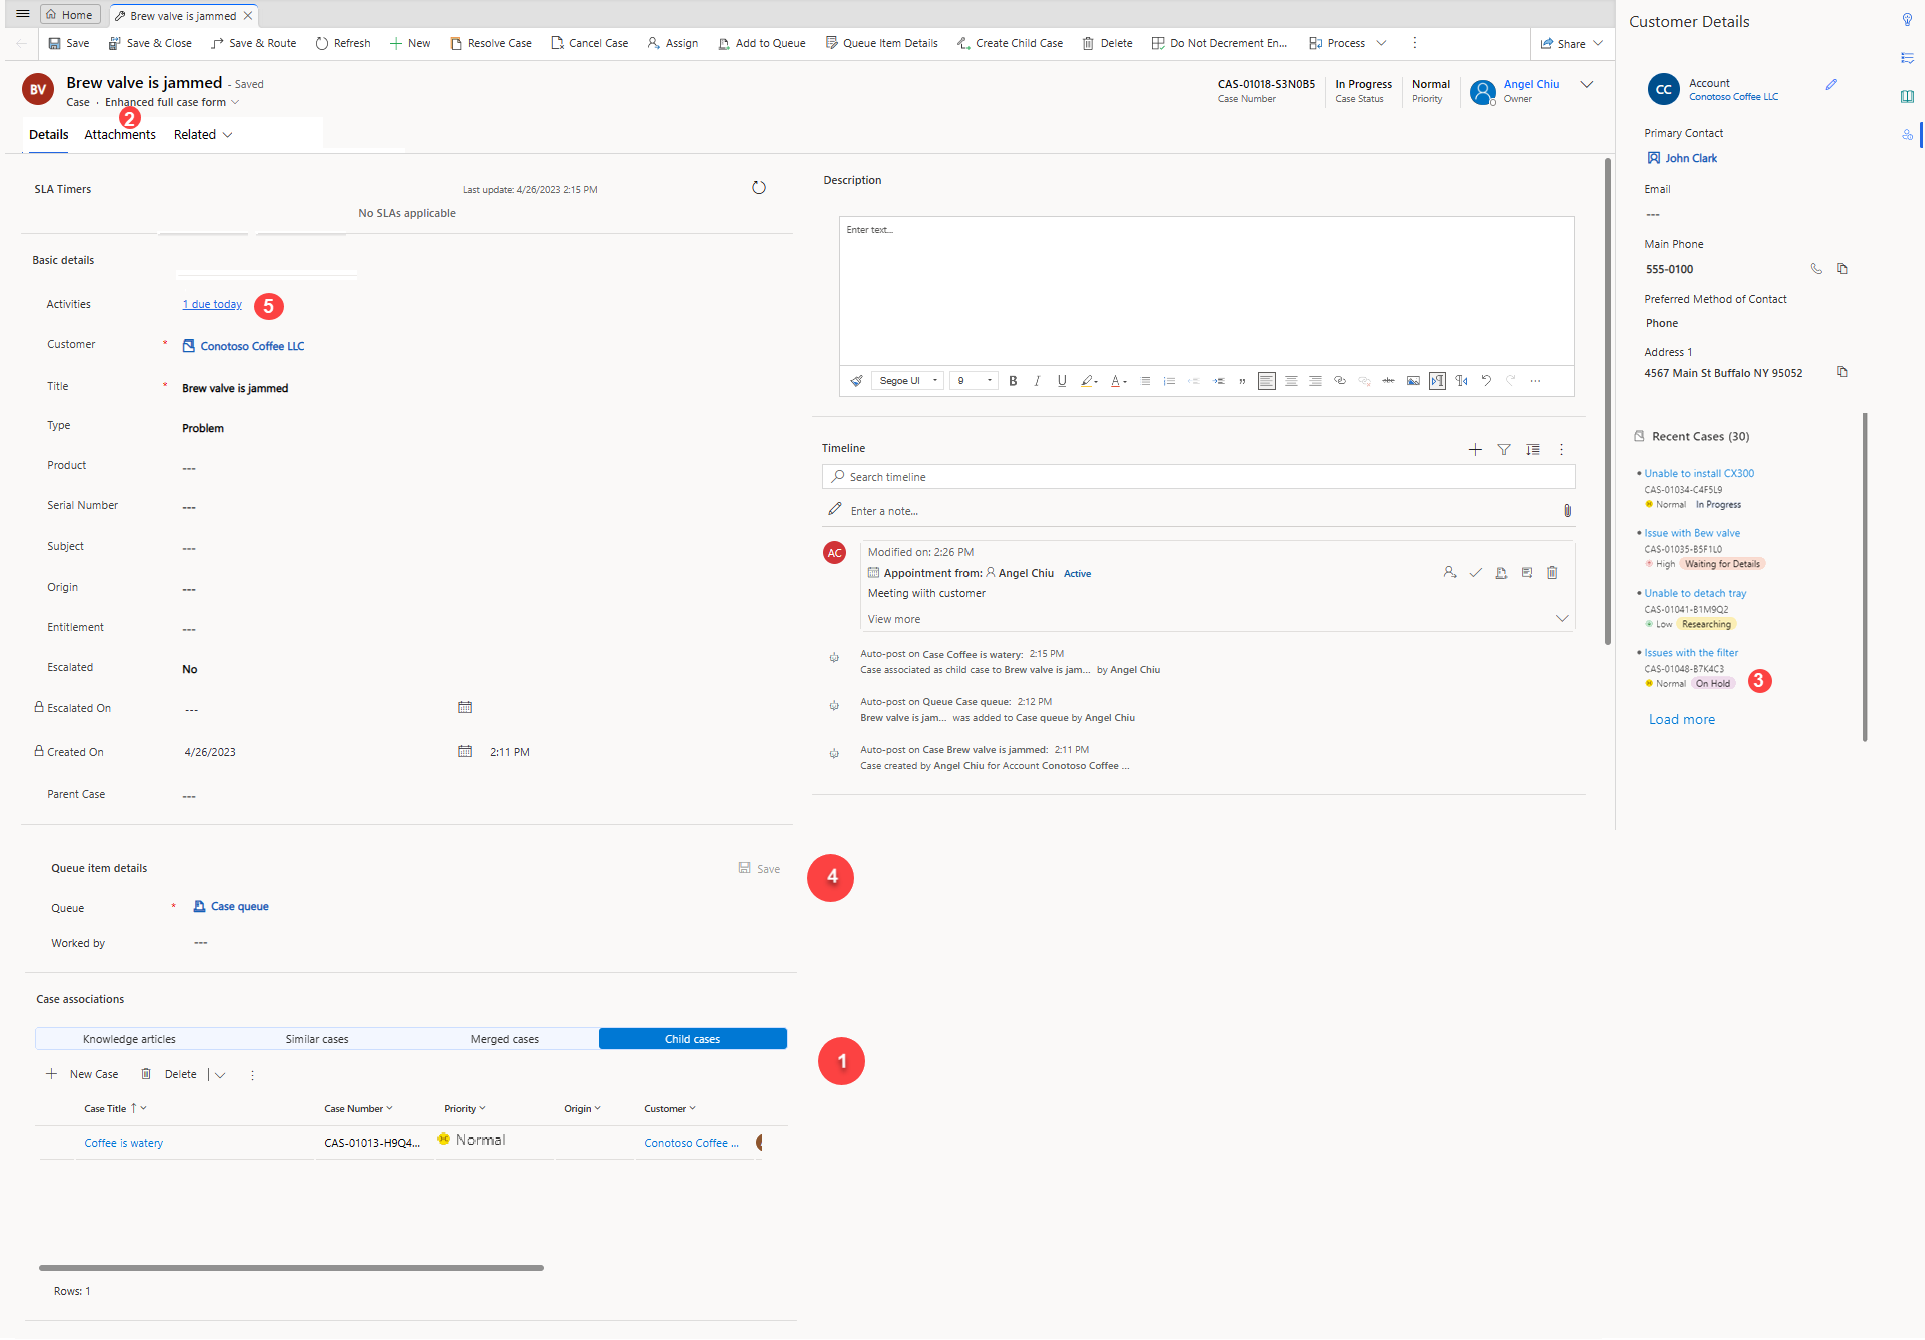 Home
Brew valve is jammed
Save
Save & Close
Save & Route
Refresh
New
Resolve Case
Cancel Case
Assign
Add to Queue
Queue Item Details
Create Child Case
Delete
Do Not Decrement En...
Process
Share
BV
Brew valve is jammed - Saved
Case · Enhanced full case form
CAS-01018-S3N0B5
Case Number
In Progress
Case Status
Normal
Priority
Angel Chiu
Owner
2
Details
Attachments
Related
SLA Timers
Last update: 4/26/2023 2:15 PM
No SLAs applicable
Basic details
Activities
1 due today
5
Customer *
Conotoso Coffee LLC
Title *
Brew valve is jammed
Type
Problem
Product
---
Serial Number
---
Subject
---
Origin
---
Entitlement
---
Escalated
No
Escalated On
---
Created On
4/26/2023
2:11 PM
Parent Case
---
Description
Enter text...
Segoe UI
9
B I U
Timeline
Search timeline
Enter a note...
AC
Modified on: 2:26 PM
Appointment from: Angel Chiu Active
Meeting wiith customer
View more
Auto-post on Case Coffee is watery: 2:15 PM
Case associated as child case to Brew valve is jam... by Angel Chiu
Auto-post on Queue Case queue: 2:12 PM
Brew valve is jam... was added to Case queue by Angel Chiu
Auto-post on Case Brew valve is jammed: 2:11 PM
Case created by Angel Chiu for Account Conotoso Coffee ...
Queue item details
Save
4
Queue *
Case queue
Worked by
---
Case associations
Knowledge articles
Similar cases
Merged cases
Child cases
1
New Case
Delete
Case Title
Case Number
Priority
Origin
Customer
Coffee is watery
CAS-01013-H9Q4...
Normal
Conotoso Coffee ...
Rows: 1
Customer Details
CC
Account
Conotoso Coffee LLC
Primary Contact
John Clark
Email
---
Main Phone
555-0100
Preferred Method of Contact
Phone
Address 1
4567 Main St Buffalo NY 95052
Recent Cases (30)
Unable to install CX300
CAS-01034-C4F5L9
Normal In Progress
Issue with Bew valve
CAS-01035-B5F1L0
High Waiting for Details
Unable to detach tray
CAS-01041-B1M9Q2
Low Researching
Issues with the filter
CAS-01048-B7K4C3
Normal On Hold
3
Load more